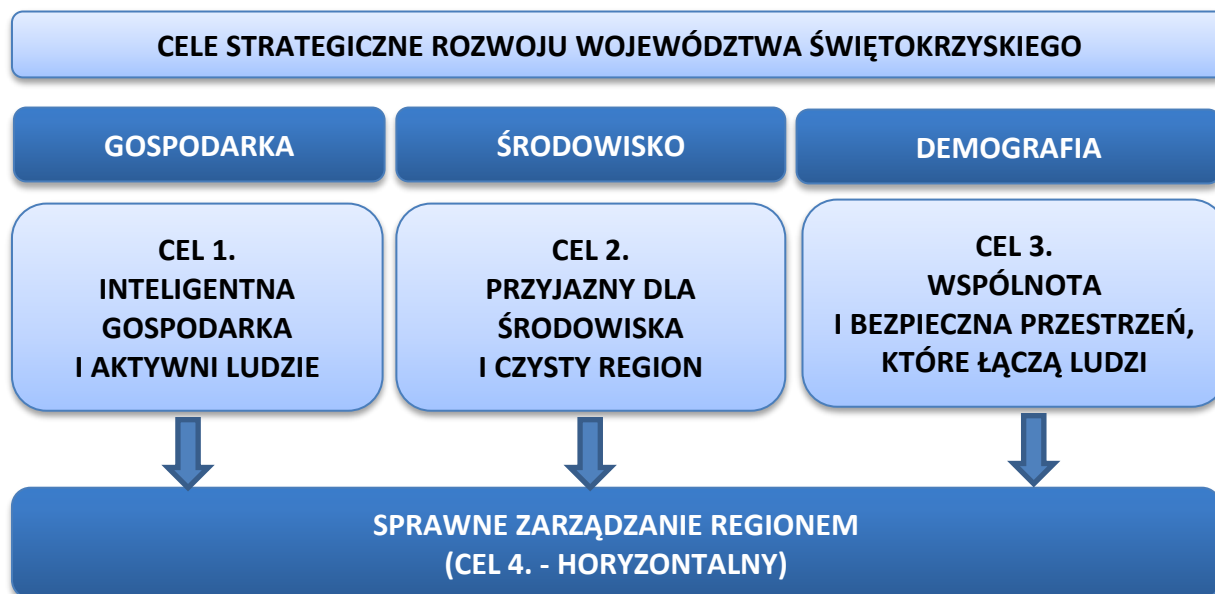 CELE STRATEGICZNE ROZWOJU WOJEWÓDZTWA ŚWIĘTOKRZYSKIEGO
GOSPODARKA
ŚRODOWISKO
DEMOGRAFIA
CEL 1.
INTELIGENTNA
GOSPODARKA
I AKTYWNI LUDZIE
CEL 2.
PRZYJAZNY DLA
ŚRODOWISKA
I CZYSTY REGION
CEL 3.
WSPÓLNOTA
I BEZPIECZNA PRZESTRZEŃ,
KTÓRE ŁĄCZĄ LUDZI
SPRAWNE ZARZĄDZANIE REGIONEM
(CEL 4. - HORYZONTALNY)